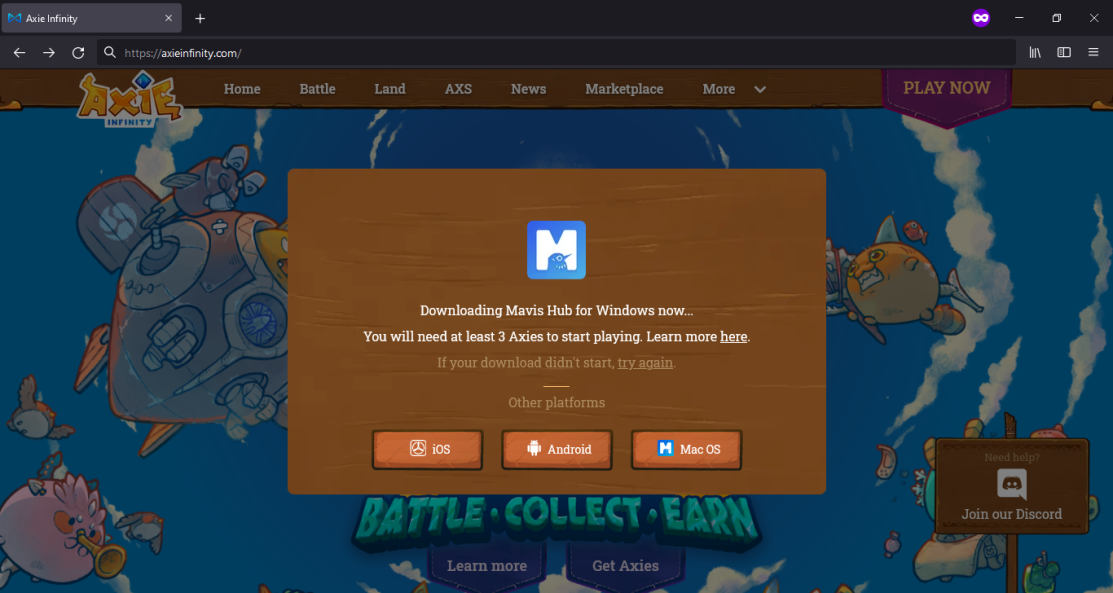 Axie Infinity
https://axieinfinity.com/
AXIE
INFINITY
Home
Battle
Land
AXS
News
Marketplace
More
PLAY NOW
Downloading Mavis Hub for Windows now...
You will need at least 3 Axies to start playing. Learn more here.
If your download didn't start, try again.
Other platforms
iOS
Android
Mac OS
Need help?
Join our Discord
BATTLE · COLLECT · EARN
Learn more
Get Axies